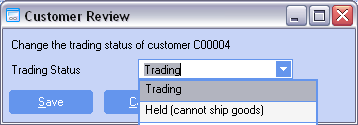 Customer Review
Change the trading status of customer C00004
Trading Status Trading
Trading
Save
Held (cannot ship goods)